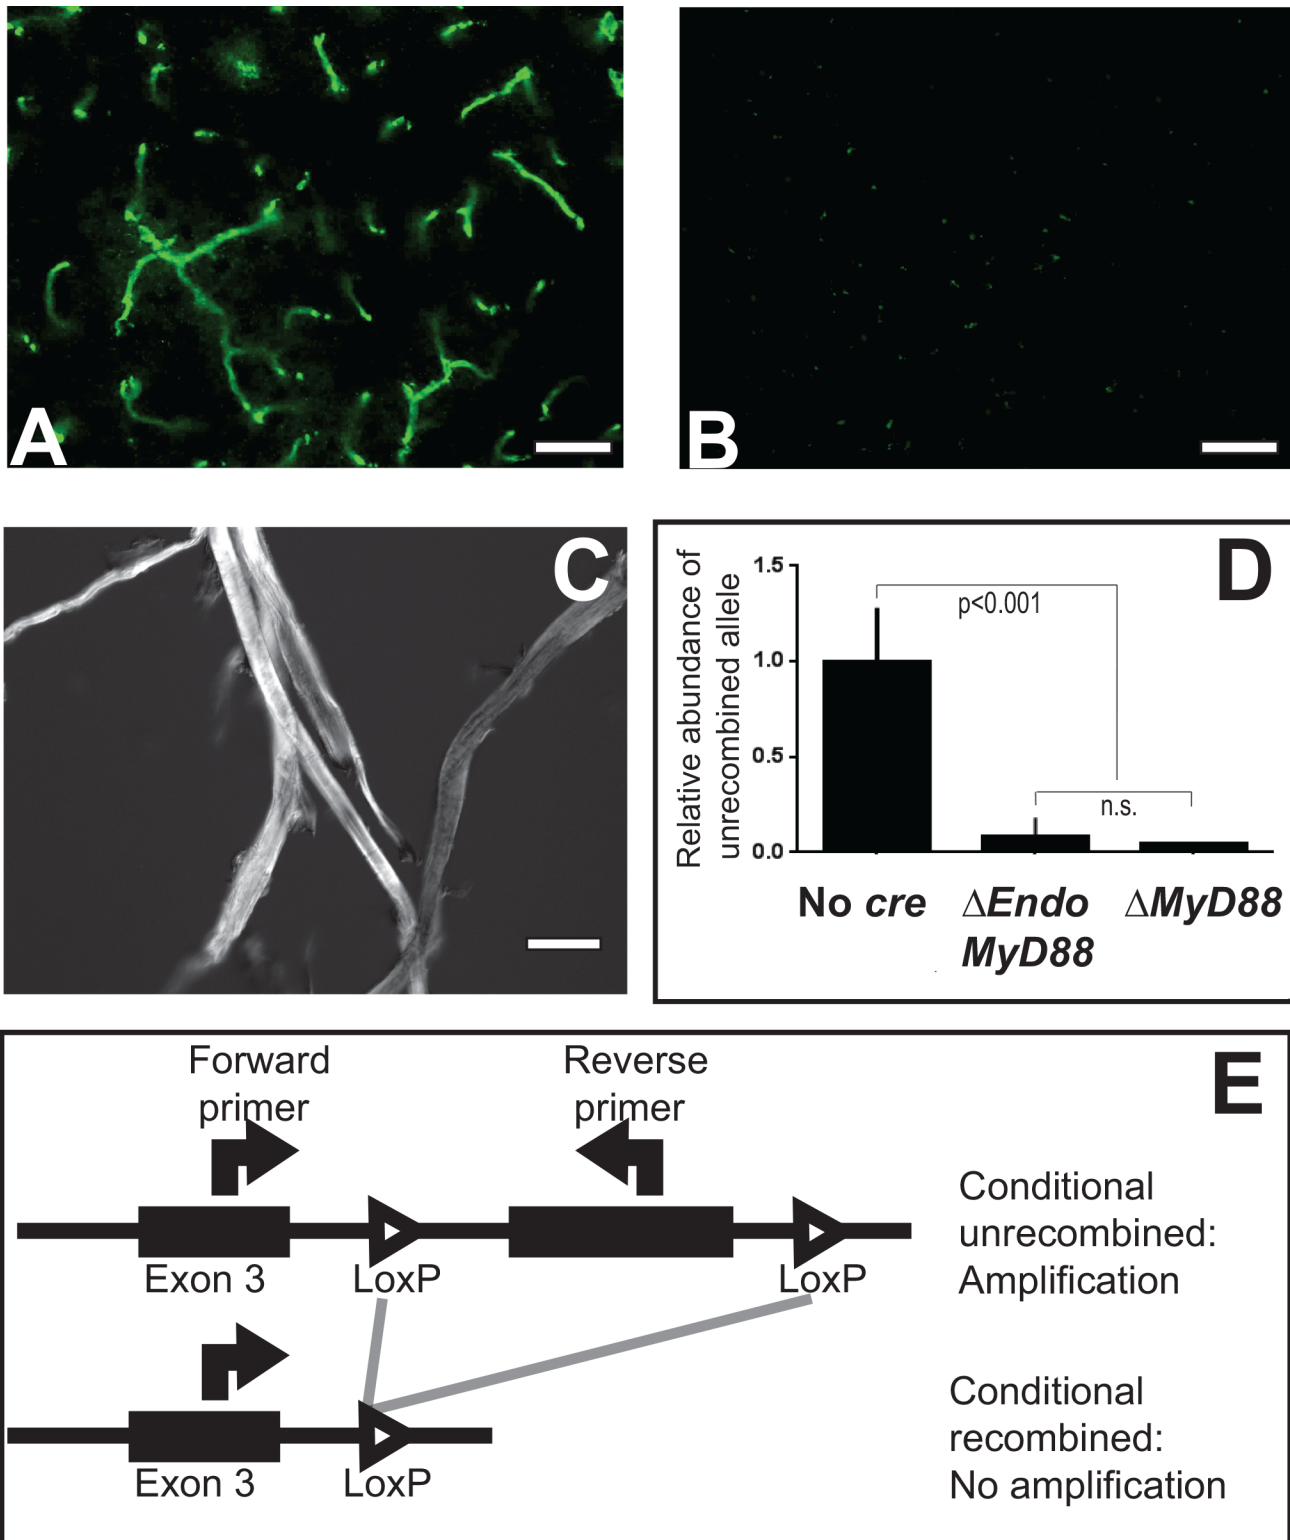 A
B
C
D
Relative abundance of
unrecombined allele
1.5
1.0
0.5
0.0
p<0.001
n.s.
No cre
ΔEndo
MyD88
ΔMyD88
E
Forward
primer
Reverse
primer
Exon 3
LoxP
LoxP
Conditional
unrecombined:
Amplification
Exon 3
LoxP
Conditional
recombined:
No amplification